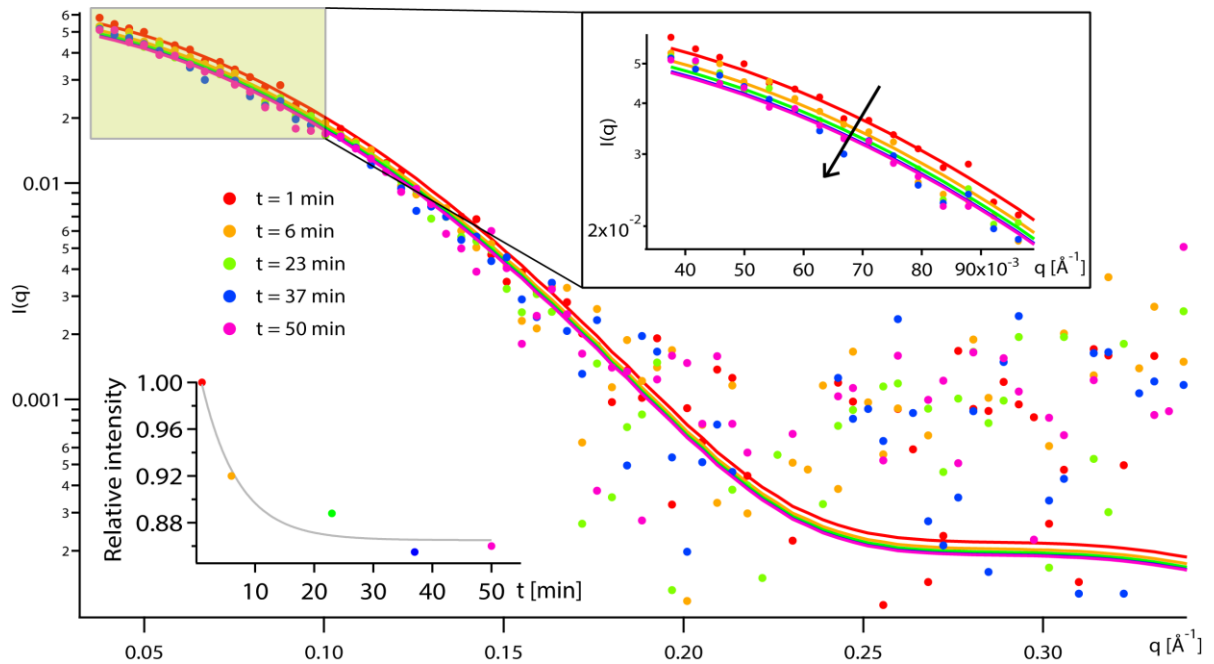 6
5
4
3
2
0.01
6
5
4
3
2
0.001
6
5
4
3
2
I(q)
t = 1 min
t = 6 min
t = 23 min
t = 37 min
t = 50 min
5
4
3
2x10⁻²
I(q)
40 50 60 70 80 90x10⁻³ q [Å⁻¹]
1.00
0.96
0.92
0.88
Relative intensity
10 20 30 40 50 t [min]
0.05 0.10 0.15 0.20 0.25 0.30 q [Å⁻¹]